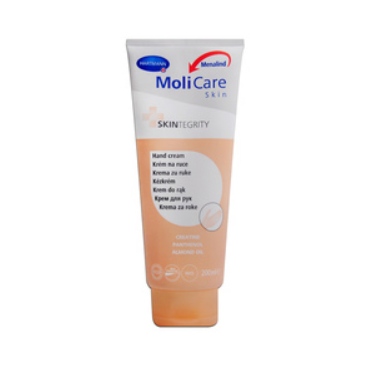 HARTMANN
Menalind
MoliCare
Skin
SKINTEGRITY
Hand cream
Krém na ruce
Krema za roke
Kézkrém
Krem do rąk
Крем для рук
Krema za ruke